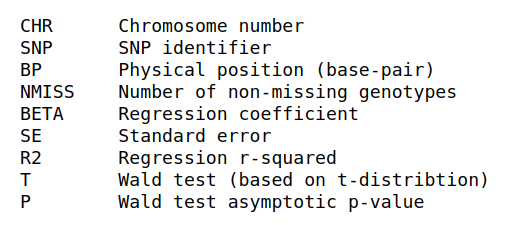 CHR Chromosome number
SNP SNP identifier
BP Physical position (base-pair)
NMISS Number of non-missing genotypes
BETA Regression coefficient
SE Standard error
R2 Regression r-squared
T Wald test (based on t-distribtion)
P Wald test asymptotic p-value